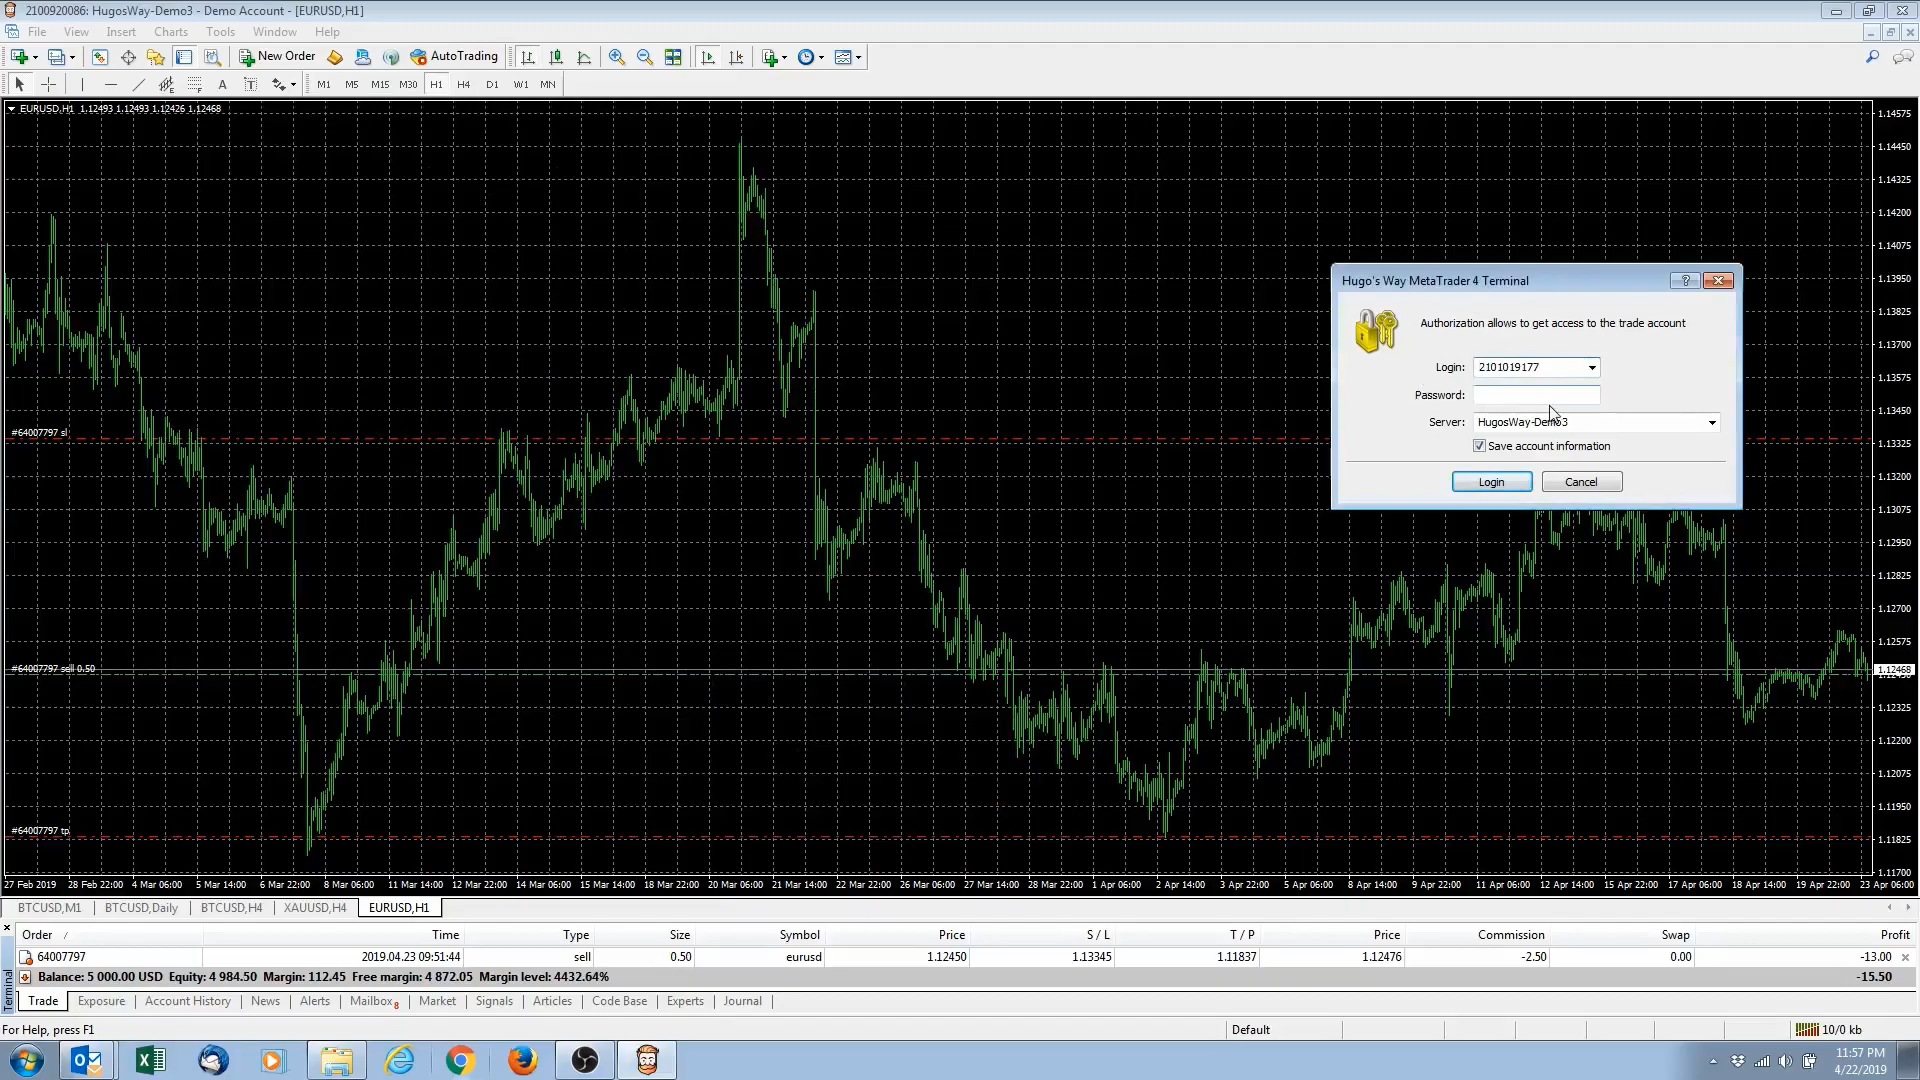 2100920086: HugosWay-Demo3 - Demo Account - [EURUSD,H1]
File View Insert Charts Tools Window Help
New Order AutoTrading
A T M1 M5 M15 M30 H1 H4 D1 W1 MN
EURUSD,H1 1.12493 1.12493 1.12426 1.12468
1.14575
1.14450
1.14325
1.14200
1.14075
1.13950
1.13825
1.13700
1.13575
1.13450
1.13325
1.13200
1.13075
1.12950
1.12825
1.12700
1.12575
1.12468
1.12325
1.12200
1.12075
1.11950
1.11825
1.11700
#64007797 sl
#64007797 sell 0.50
#64007797 tp
Hugo's Way MetaTrader 4 Terminal
Authorization allows to get access to the trade account
Login: 2101019177
Password:
Server: HugosWay-Demo3
Save account information
Login Cancel
27 Feb 2019 28 Feb 22:00 4 Mar 06:00 5 Mar 14:00 6 Mar 22:00 8 Mar 06:00 11 Mar 14:00 12 Mar 22:00 14 Mar 06:00 15 Mar 14:00 18 Mar 22:00 20 Mar 06:00 21 Mar 14:00 22 Mar 22:00 26 Mar 06:00 27 Mar 14:00 28 Mar 22:00 1 Apr 06:00 2 Apr 14:00 3 Apr 22:00 5 Apr 06:00 8 Apr 14:00 9 Apr 22:00 11 Apr 06:00 12 Apr 14:00 15 Apr 22:00 17 Apr 06:00 18 Apr 14:00 19 Apr 22:00 23 Apr 06:00
BTCUSD,M1 BTCUSD,Daily BTCUSD,H4 XAUUSD,H4 EURUSD,H1
Order / Time Type Size Symbol Price S / L T / P Price Commission Swap Profit
64007797 2019.04.23 09:51:44 sell 0.50 eurusd 1.12450 1.13345 1.11837 1.12476 -2.50 0.00 -13.00
Balance: 5 000.00 USD Equity: 4 984.50 Margin: 112.45 Free margin: 4 872.05 Margin level: 4432.64% -15.50
Terminal
Trade Exposure Account History News Alerts Mailbox 8 Market Signals Articles Code Base Experts Journal
For Help, press F1 Default 10/0 kb
11:57 PM
4/22/2019